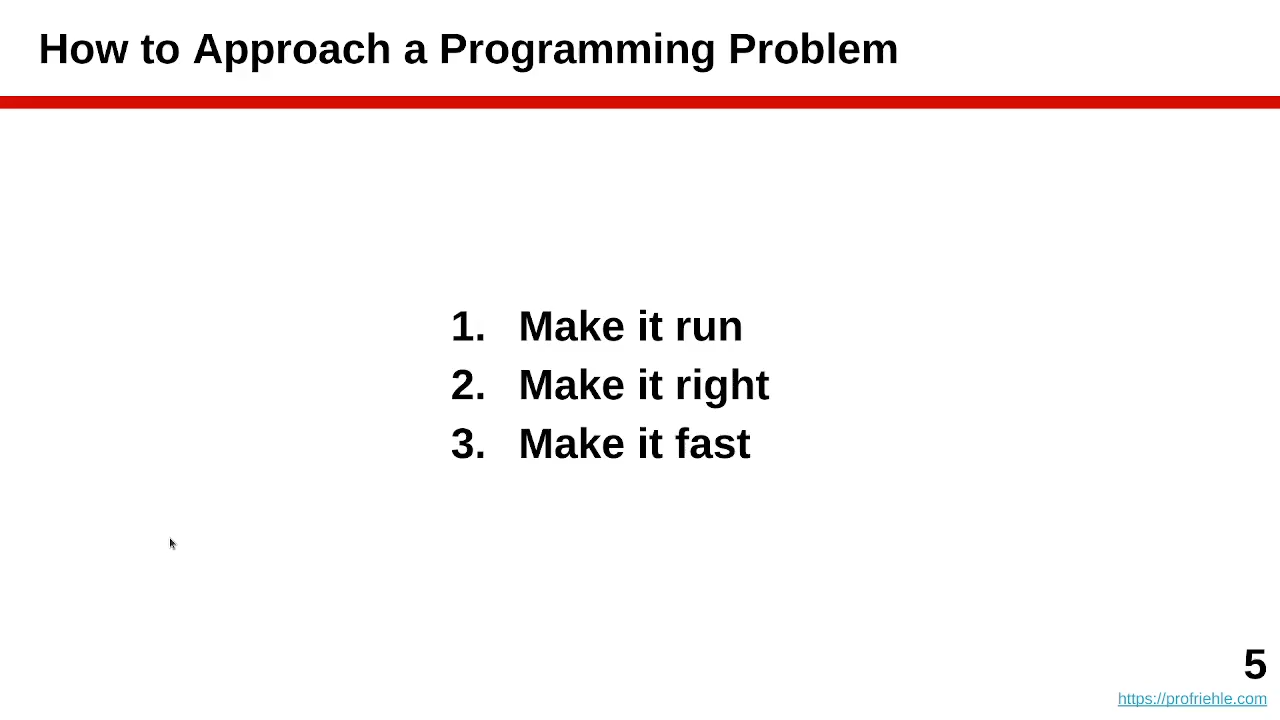 How to Approach a Programming Problem
1. Make it run
2. Make it right
3. Make it fast
5
https://profriehle.com